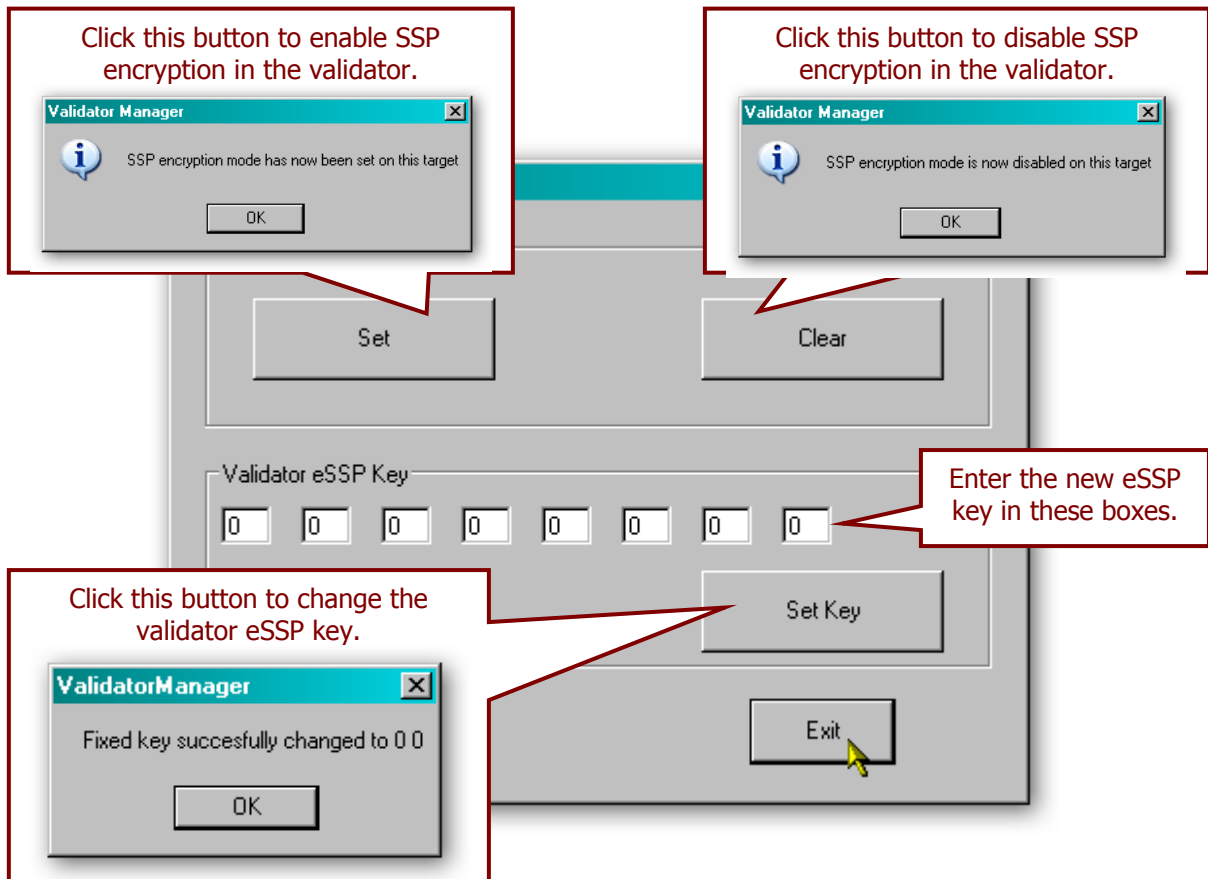 Click this button to enable SSP
encryption in the validator.
Validator Manager
SSP encryption mode has now been set on this target
OK
Click this button to disable SSP
encryption in the validator.
Validator Manager
SSP encryption mode is now disabled on this target
OK
Set
Clear
Validator eSSP Key
0 0 0 0 0 0 0 0
Enter the new eSSP
key in these boxes.
Click this button to change the
validator eSSP key.
ValidatorManager
Fixed key succesfully changed to 0 0
OK
Set Key
Exit